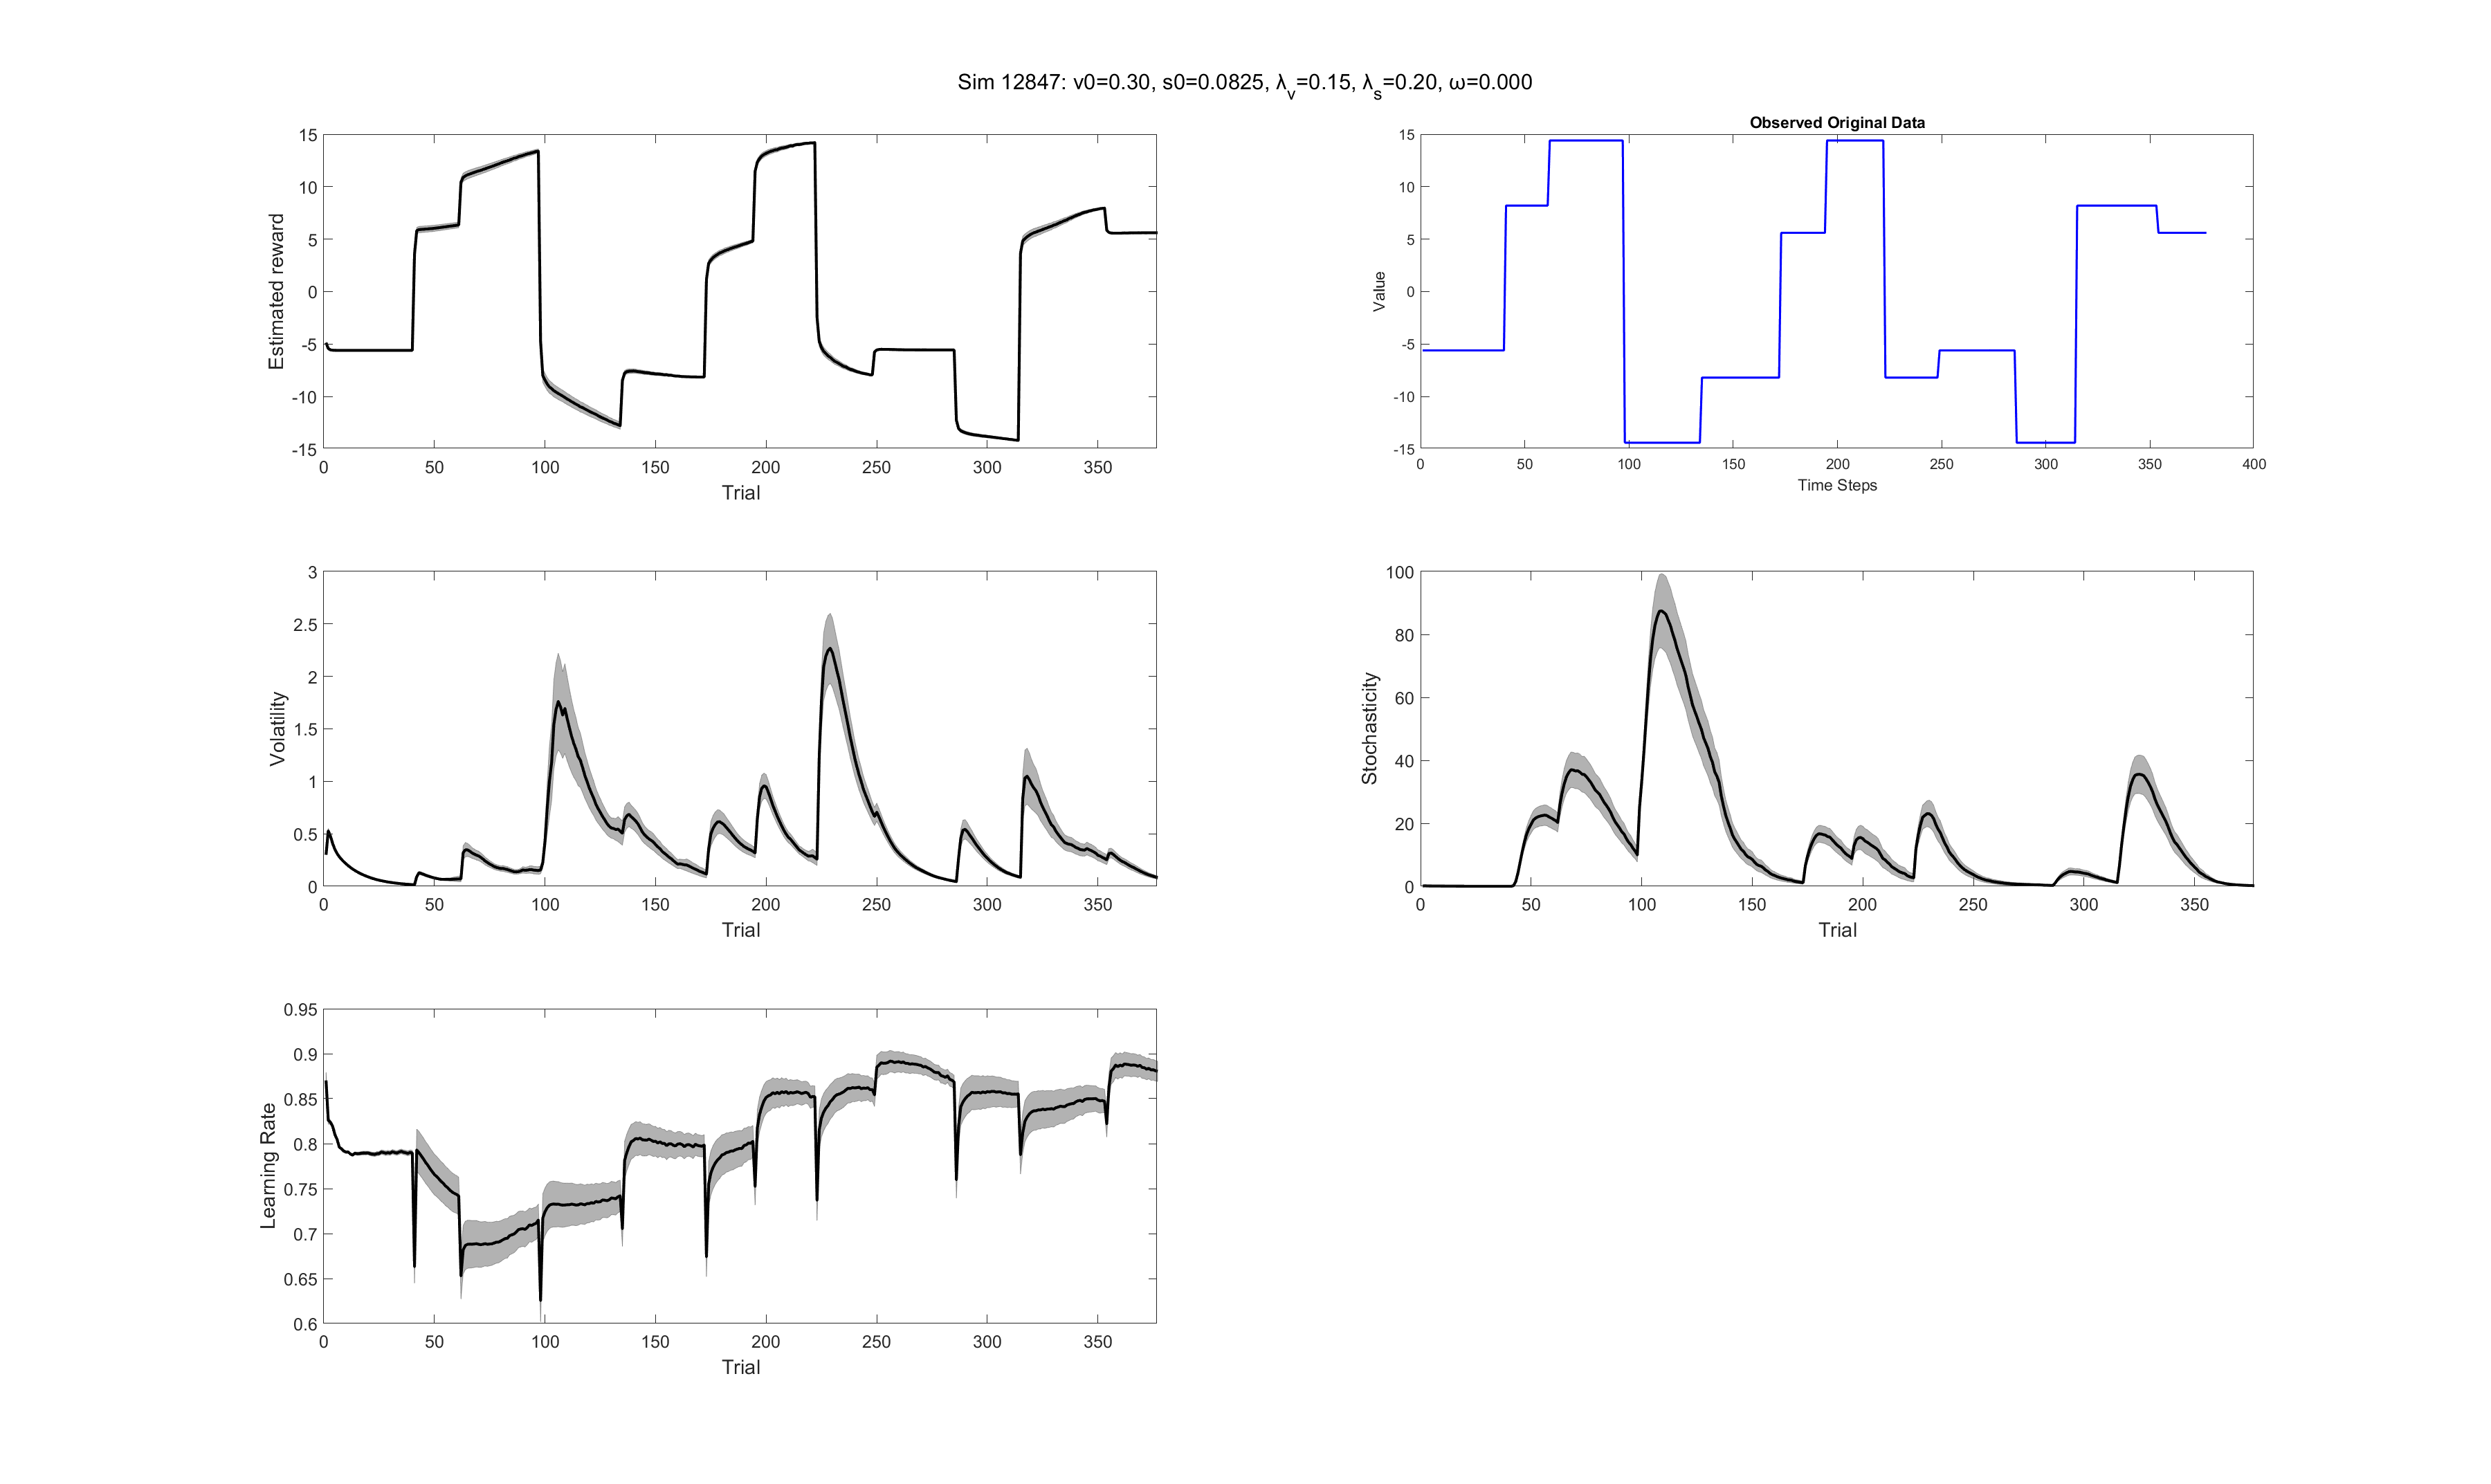 Sim 12847: v0=0.30, s0=0.0825, λv=0.15, λs=0.20, ω=0.000
Estimated reward
15
10
5
0
-5
-10
-15
0 50 100 150 200 250 300 350
Trial
Observed Original Data
Value
15
10
5
0
-5
-10
-15
0 50 100 150 200 250 300 350 400
Time Steps
Volatility
3
2.5
2
1.5
1
0.5
0
0 50 100 150 200 250 300 350
Trial
Stochasticity
100
80
60
40
20
0
0 50 100 150 200 250 300 350
Trial
Learning Rate
0.95
0.9
0.85
0.8
0.75
0.7
0.65
0.6
0 50 100 150 200 250 300 350
Trial